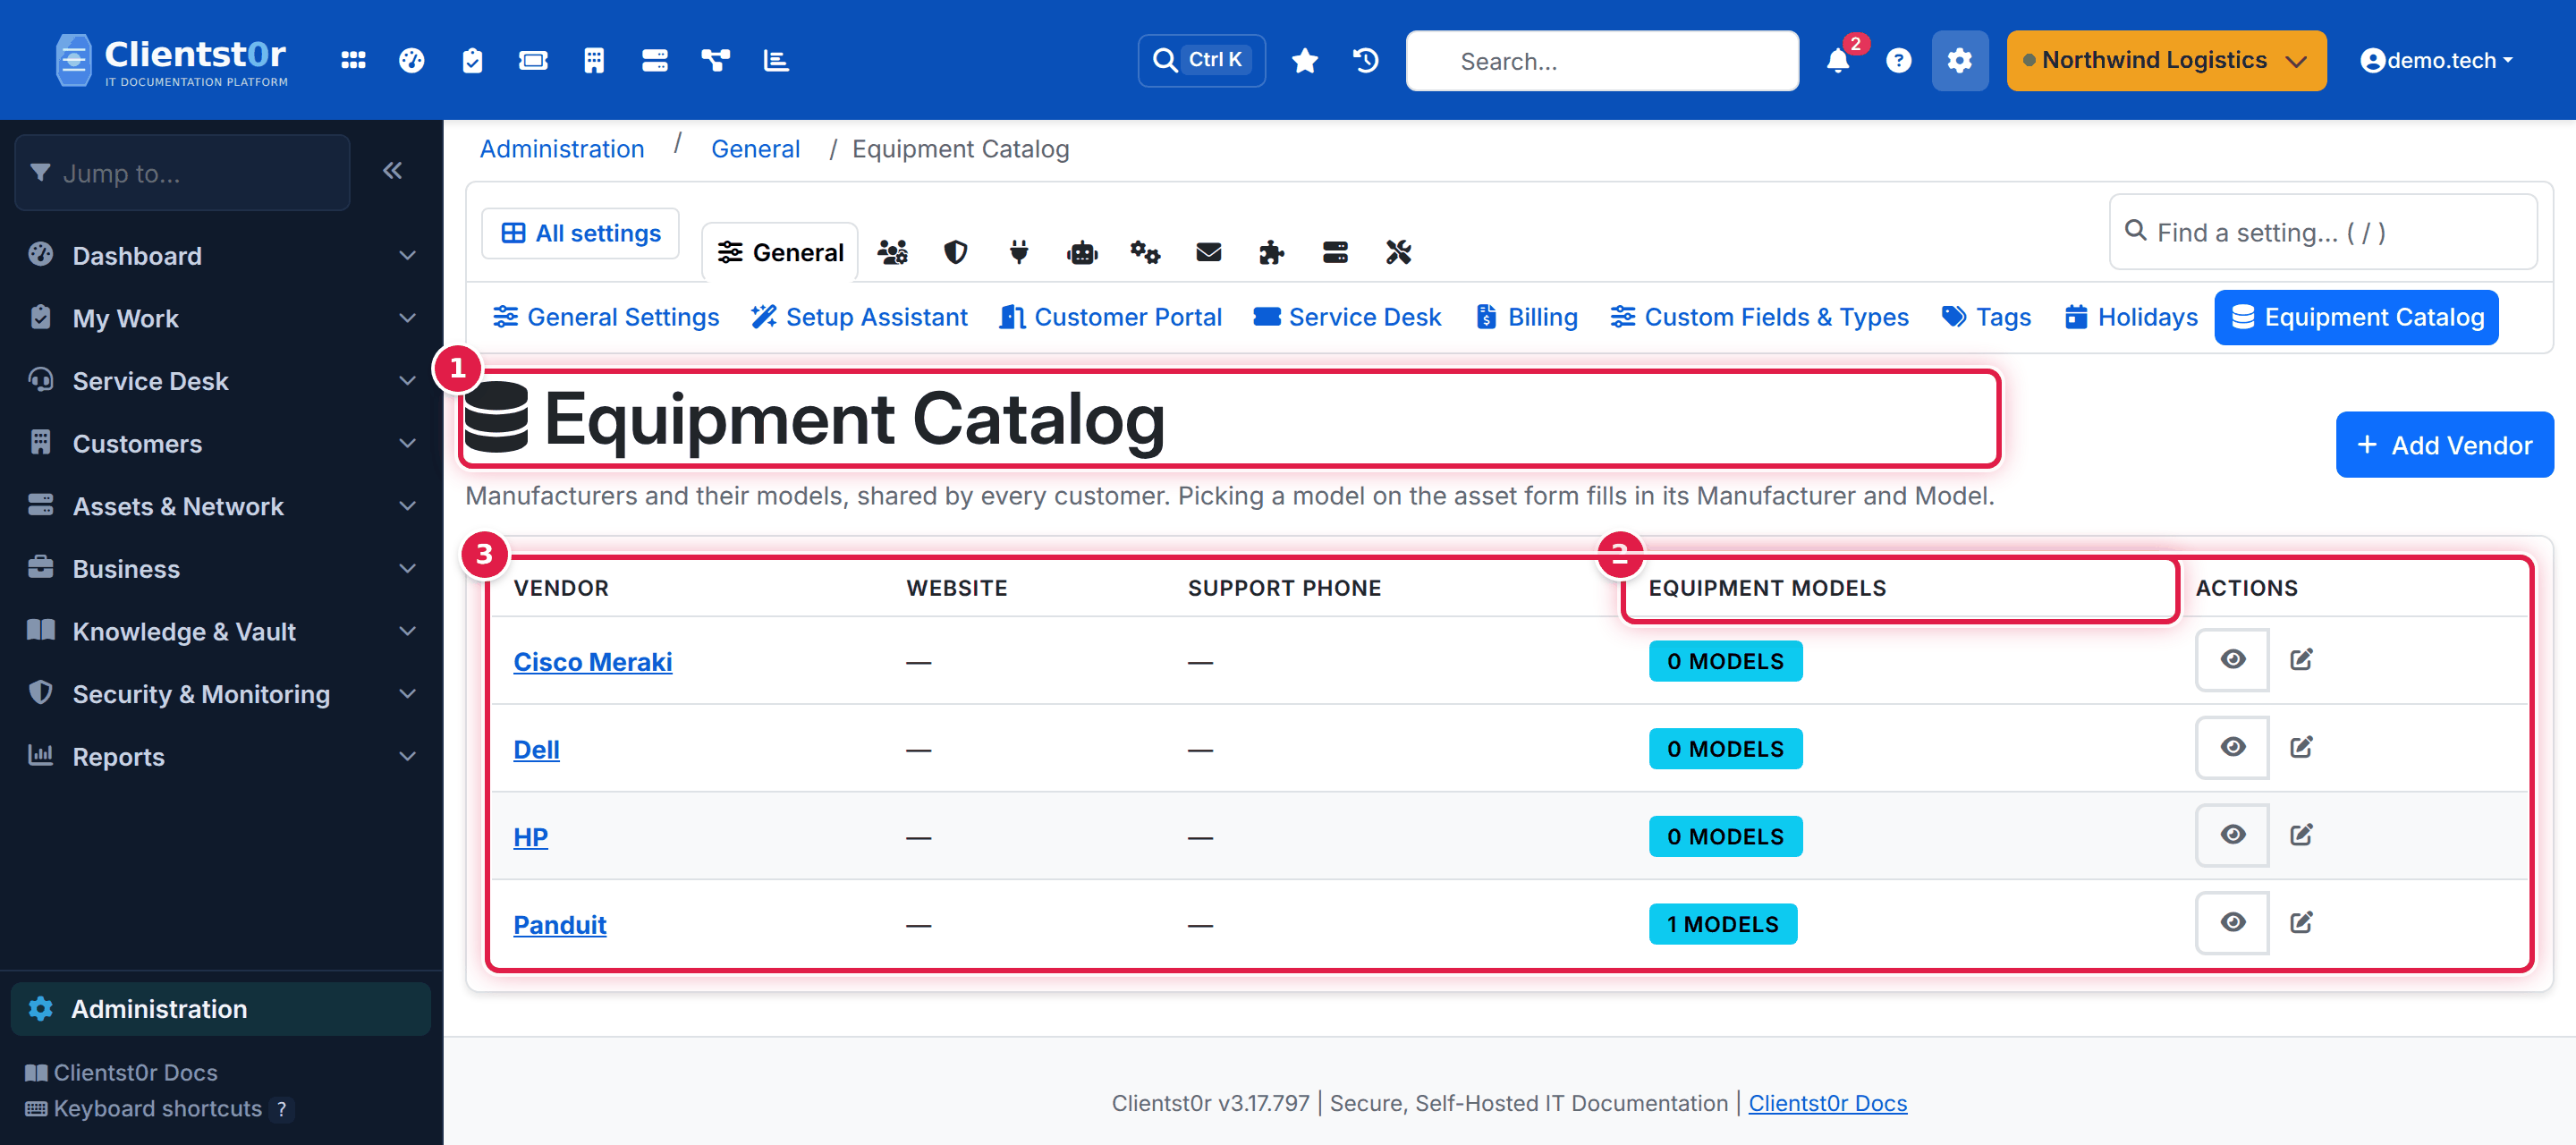 Clientst0r
IT DOCUMENTATION PLATFORM
Ctrl K
Search...
2
?
Northwind Logistics
demo.tech
Jump to...
Dashboard
My Work
Service Desk
Customers
Assets & Network
Business
Knowledge & Vault
Security & Monitoring
Reports
Administration
Clientst0r Docs
Keyboard shortcuts ?
Administration / General / Equipment Catalog
All settings
General
Find a setting... ( / )
General Settings
Setup Assistant
Customer Portal
Service Desk
Billing
Custom Fields & Types
Tags
Holidays
Equipment Catalog
1
Equipment Catalog
+ Add Vendor
Manufacturers and their models, shared by every customer. Picking a model on the asset form fills in its Manufacturer and Model.
3
2
VENDOR WEBSITE SUPPORT PHONE EQUIPMENT MODELS ACTIONS
Cisco Meraki — — 0 MODELS
Dell — — 0 MODELS
HP — — 0 MODELS
Panduit — — 1 MODELS
Clientst0r v3.17.797 | Secure, Self-Hosted IT Documentation | Clientst0r Docs